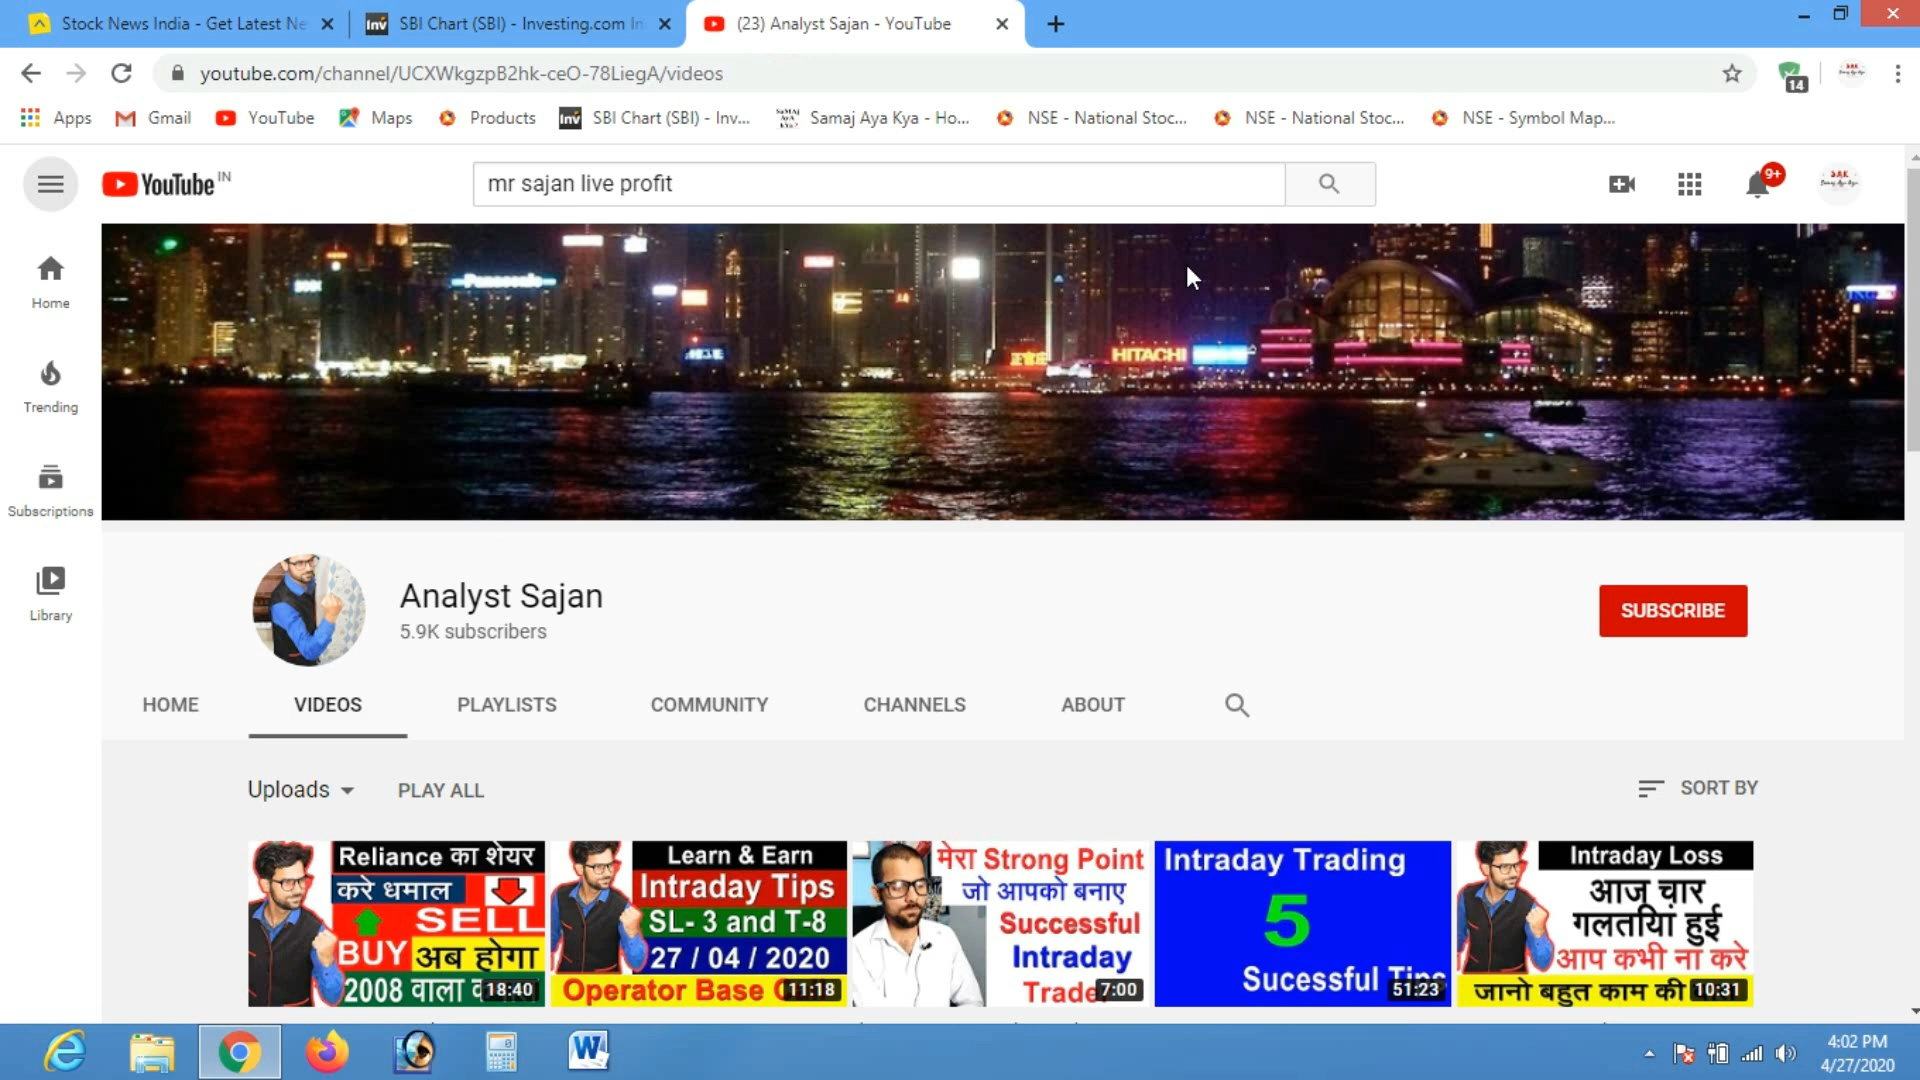 Stock News India - Get Latest Ne
SBI Chart (SBI) - Investing.com In
(23) Analyst Sajan - YouTube
youtube.com/channel/UCXWkgzpB2hk-ceO-78LiegA/videos
14
Apps
Gmail
YouTube
Maps
Products
Inv
SBI Chart (SBI) - Inv...
Samaj Aya Kya - Ho...
NSE - National Stoc...
NSE - National Stoc...
NSE - Symbol Map...
YouTube IN
mr sajan live profit
9+
SAK
Home
Trending
Subscriptions
Library
Panasonic
HITACHI
Analyst Sajan
5.9K subscribers
SUBSCRIBE
HOME
VIDEOS
PLAYLISTS
COMMUNITY
CHANNELS
ABOUT
Uploads
PLAY ALL
SORT BY
Reliance का शेयर
करे धमाल
SELL
BUY अब होगा
2008 वाला
18:40
Learn & Earn
Intraday Tips
SL- 3 and T-8
27 / 04 / 2020
Operator Base
11:18
मेरा Strong Point
जो आपको बनाए
Successful
Intraday
Trade
7:00
Intraday Trading
5
Sucessful Tips
51:23
Intraday Loss
आज चार
गलतियां हुई
आप कभी ना करे
जानो बहुत काम की
10:31
4:02 PM
4/27/2020